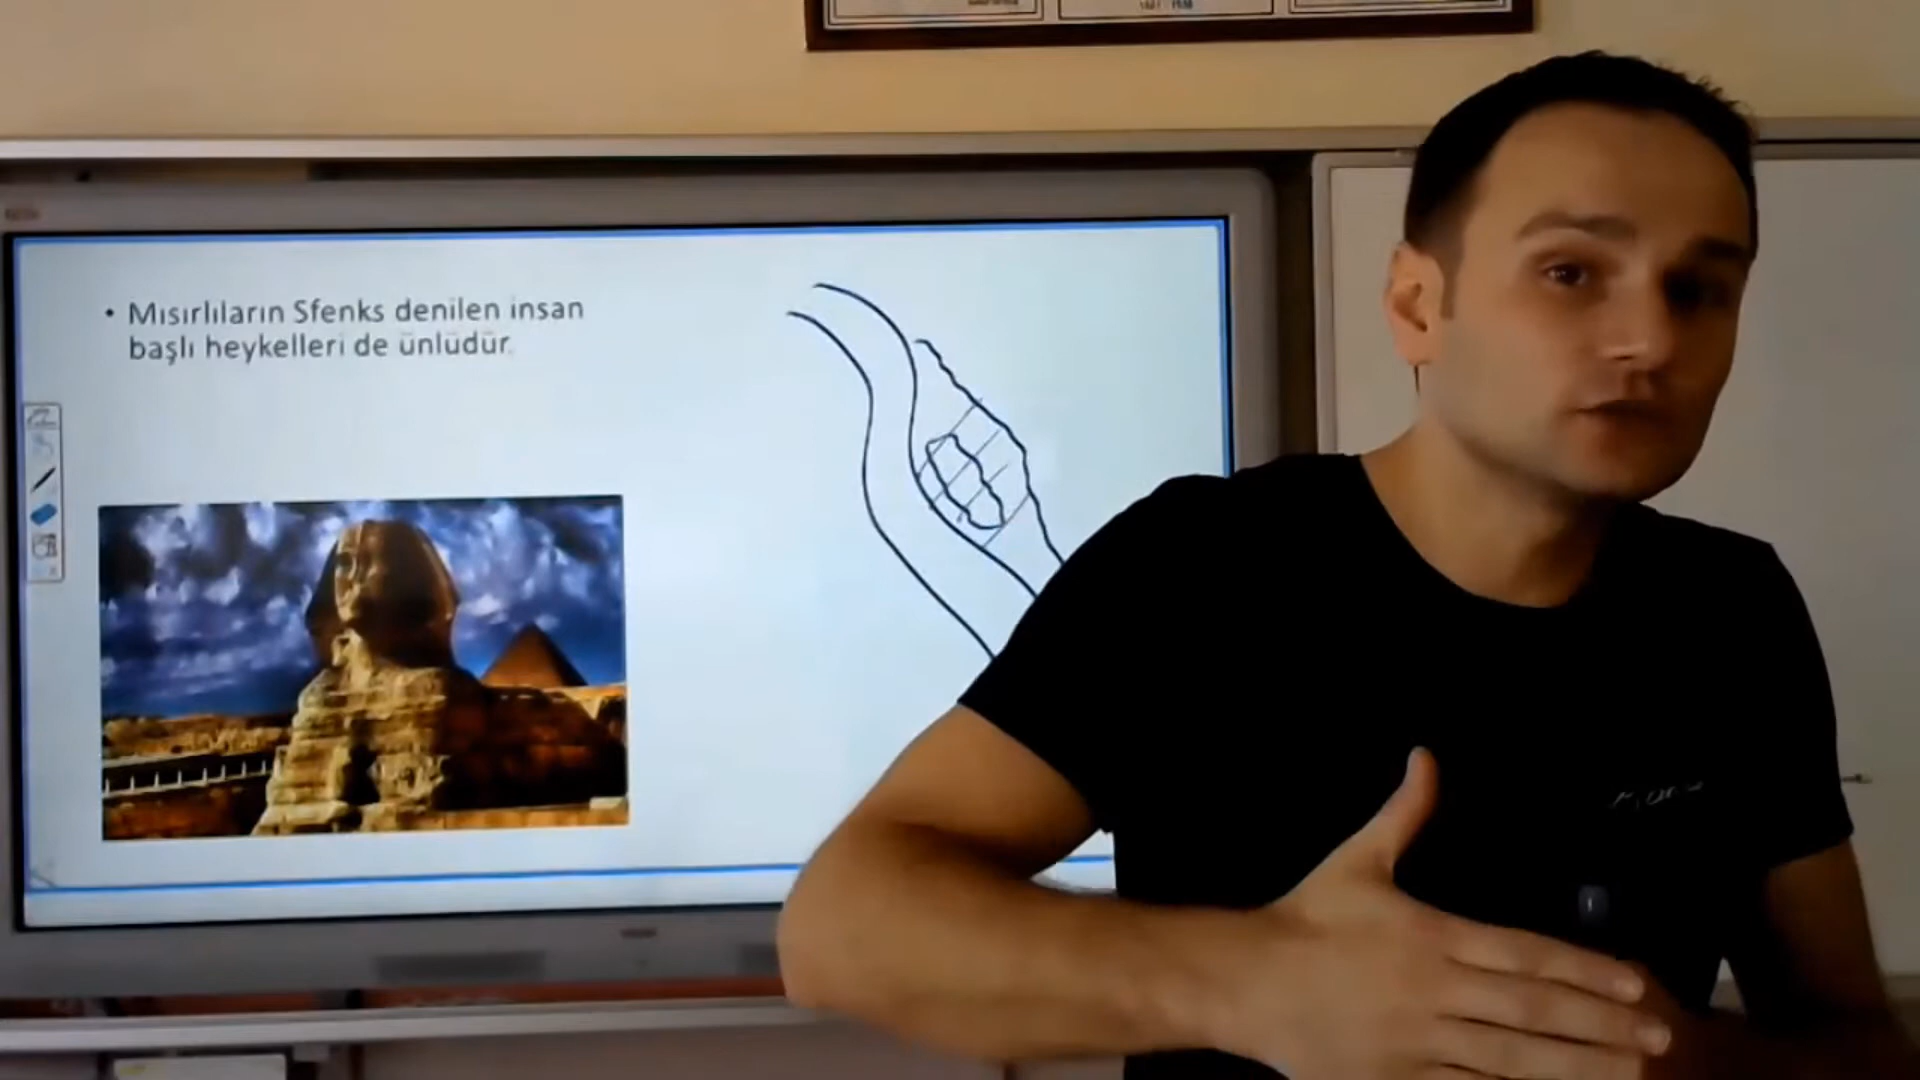 • Mısırlıların Sfenks denilen insan
başlı heykelleri de ünlüdür.